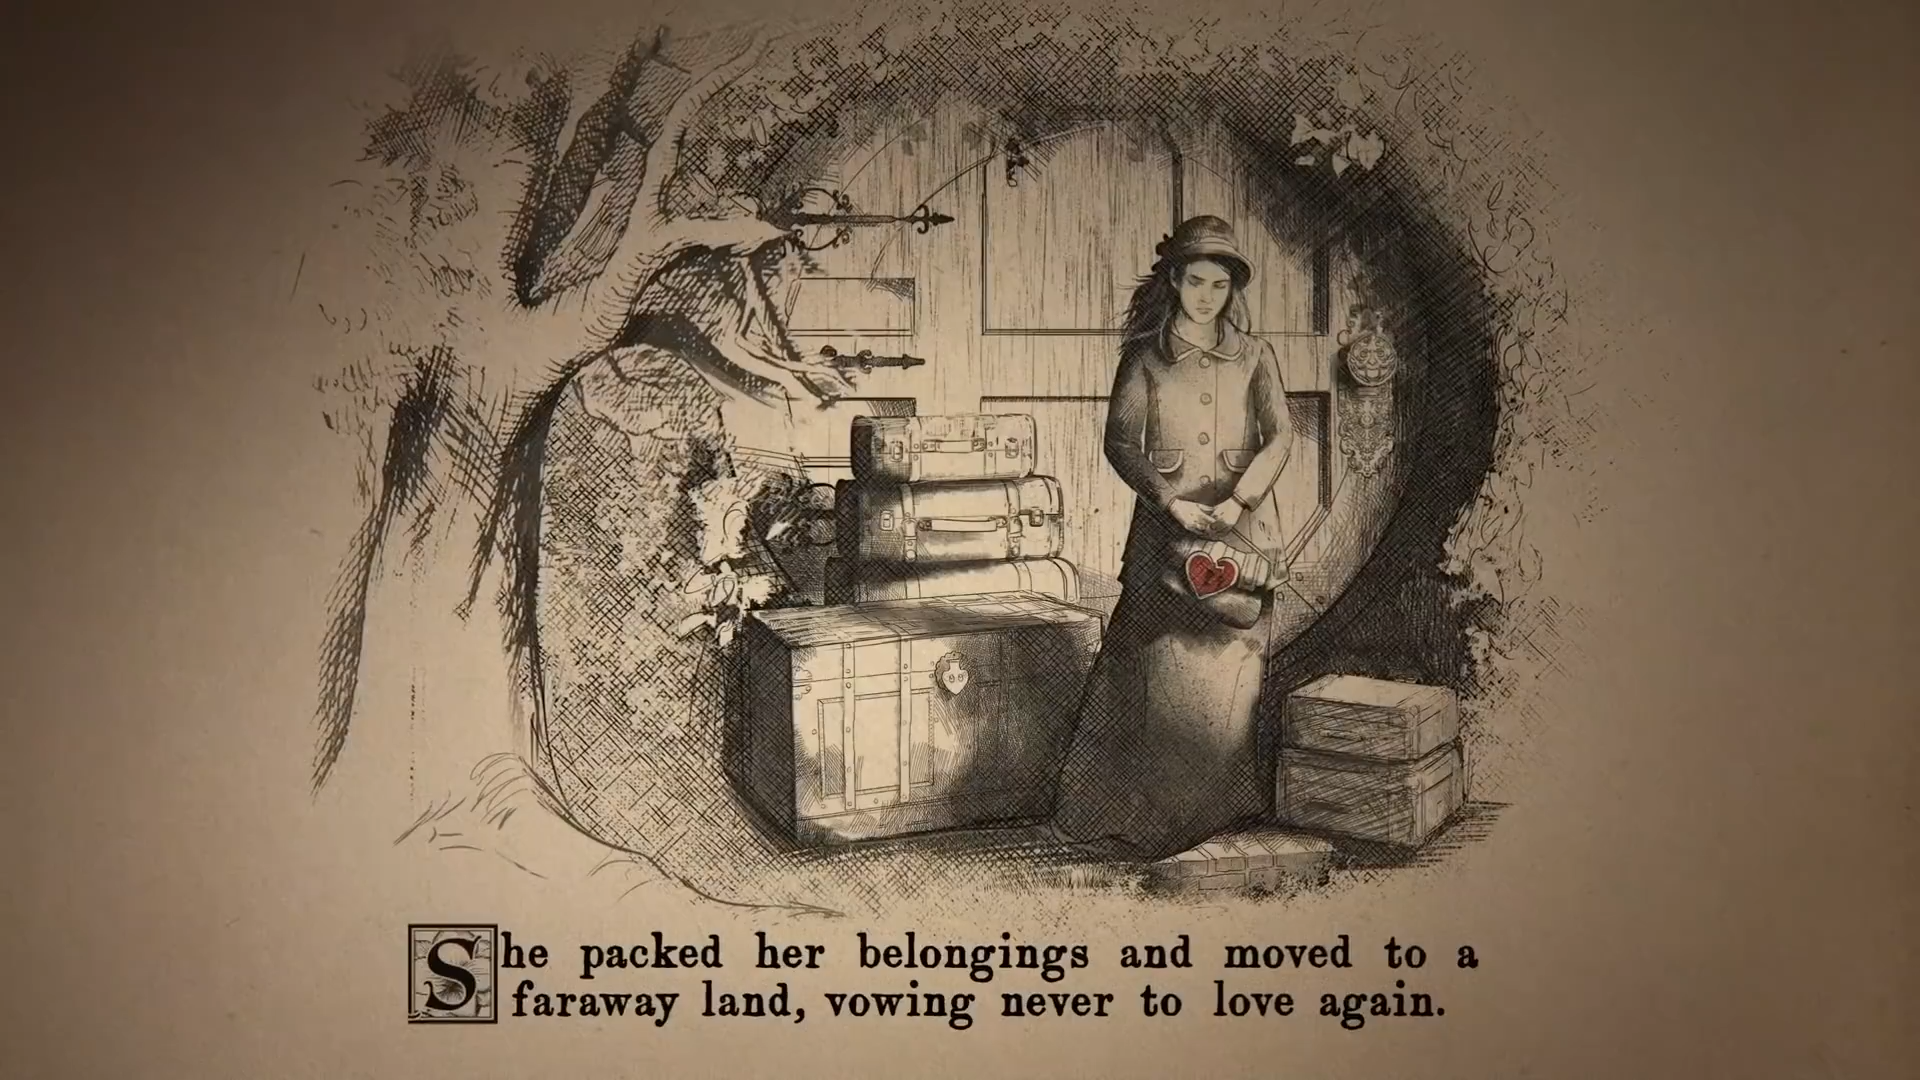 She packed her belongings and moved to a
faraway land, vowing never to love again.